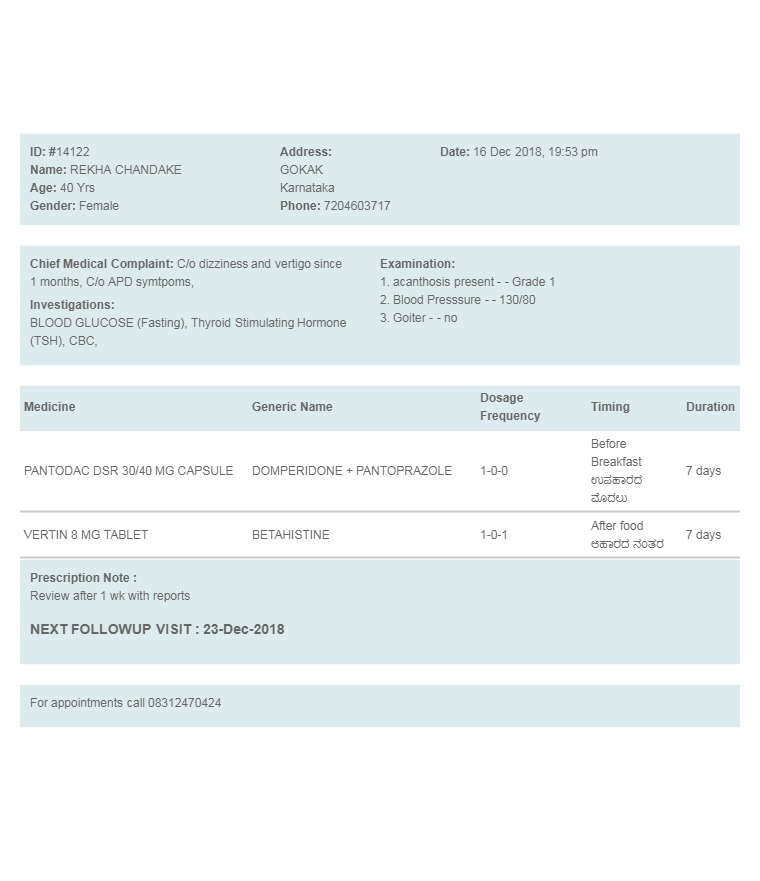 ID: #14122
Name: REKHA CHANDAKE
Age: 40 Yrs
Gender: Female
Address:
GOKAK
Karnataka
Phone: 7204603717
Date: 16 Dec 2018, 19:53 pm
Chief Medical Complaint: C/o dizziness and vertigo since
1 months, C/o APD symtpoms,
Investigations:
BLOOD GLUCOSE (Fasting), Thyroid Stimulating Hormone
(TSH), CBC,
Examination:
1. acanthosis present - - Grade 1
2. Blood Presssure - - 130/80
3. Goiter - - no
Medicine Generic Name Dosage Frequency Timing Duration
PANTODAC DSR 30/40 MG CAPSULE DOMPERIDONE + PANTOPRAZOLE 1-0-0 Before Breakfast ಉಪಹಾರದ ಮೊದಲು 7 days
VERTIN 8 MG TABLET BETAHISTINE 1-0-1 After food ಅಹಾರದ ನಂತರ 7 days
Prescription Note :
Review after 1 wk with reports
NEXT FOLLOWUP VISIT : 23-Dec-2018
For appointments call 08312470424